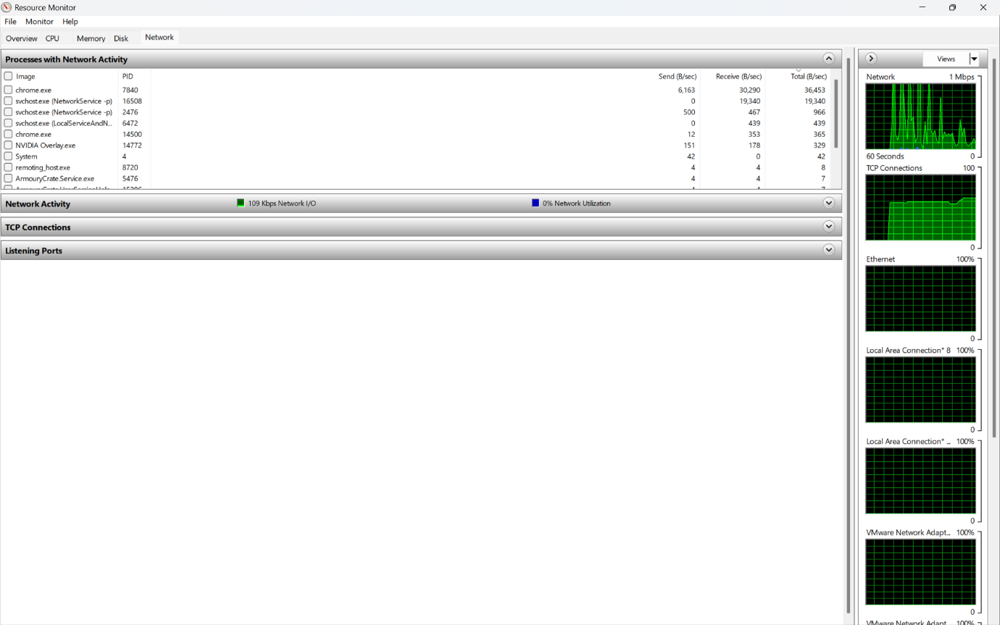 Resource Monitor
File Monitor Help
Overview CPU Memory Disk Network
Processes with Network Activity
Image PID Send (B/sec) Receive (B/sec) Total (B/sec)
chrome.exe 7840 6,163 30,290 36,453
svchost.exe (NetworkService -p) 16508 0 19,340 19,340
svchost.exe (NetworkService -p) 2476 500 467 966
svchost.exe (LocalServiceAndN... 6472 0 439 439
chrome.exe 14500 12 353 365
NVIDIA Overlay.exe 14772 151 178 329
System 4 42 0 42
remoting_host.exe 8720 4 4 8
ArmouryCrate.Service.exe 5476 4 4 7
Network Activity 109 Kbps Network I/O 0% Network Utilization
TCP Connections
Listening Ports
Views
Network 1 Mbps
60 Seconds 0
TCP Connections 100
0
Ethernet 100%
0
Local Area Connection* 8 100%
0
Local Area Connection* ... 100%
0
VMware Network Adapt... 100%
0
VMware Network Adapt... 100%